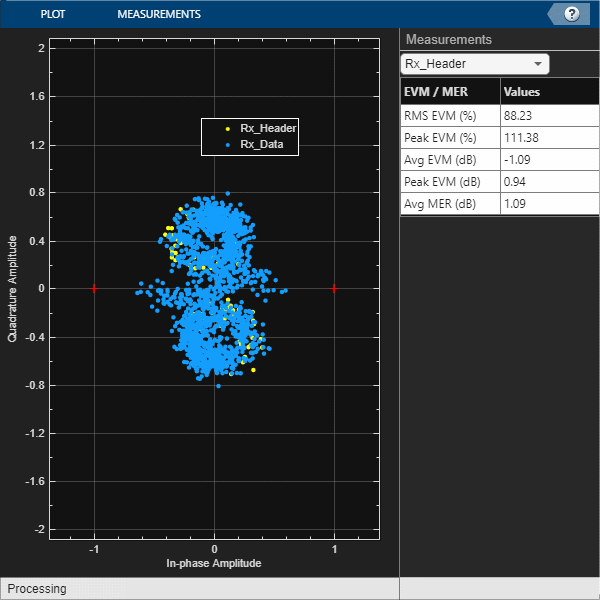 PLOT MEASUREMENTS ?
Measurements
Rx_Header
EVM / MER Values
RMS EVM (%) 88.23
Peak EVM (%) 111.38
Avg EVM (dB) -1.09
Peak EVM (dB) 0.94
Avg MER (dB) 1.09
2
1.6
1.2
0.8
0.4
0
-0.4
-0.8
-1.2
-1.6
-2
Quadrature Amplitude
Rx_Header
Rx_Data
-1 0 1
In-phase Amplitude
Processing